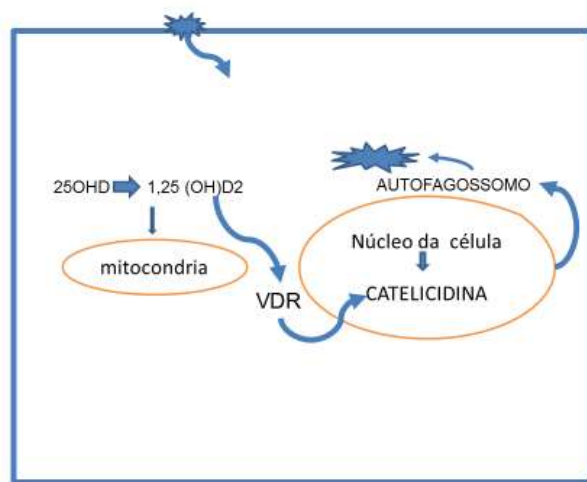 AUTOFAGOSSOMO
25OHD 1,25 (OH)D2
Núcleo da célula
mitocondria
VDR
CATELICIDINA